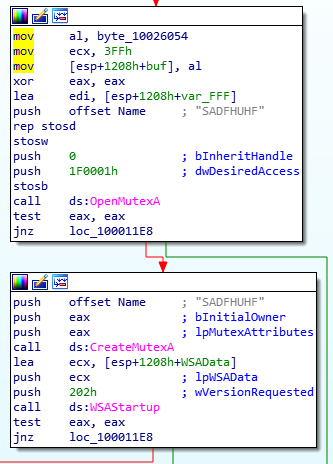 mov al, byte_10026054
mov ecx, 3FFh
mov [esp+1208h+buf], al
xor eax, eax
lea edi, [esp+1208h+var_FFF]
push offset Name ; "SADFHUHF"
rep stosd
stosw
push 0 ; bInheritHandle
push 1F0001h ; dwDesiredAccess
stosb
call ds:OpenMutexA
test eax, eax
jnz loc_100011E8
push offset Name ; "SADFHUHF"
push eax ; bInitialOwner
push eax ; lpMutexAttributes
call ds:CreateMutexA
lea ecx, [esp+1208h+WSAData]
push ecx ; lpWSAData
push 202h ; wVersionRequested
call ds:WSAStartup
test eax, eax
jnz loc_100011E8